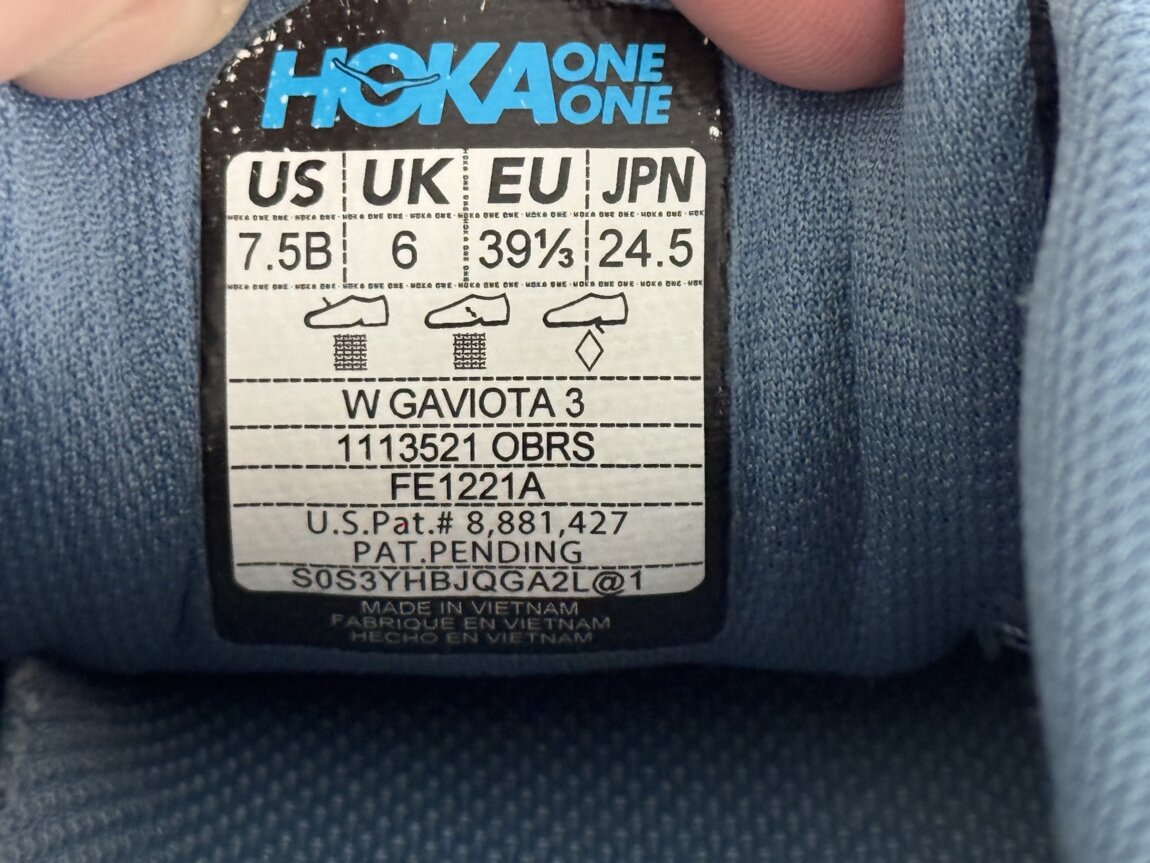 HOKA ONE ONE
US UK EU JPN
7.5B 6 39⅓ 24.5
W GAVIOTA 3
1113521 OBRS
FE1221A
U.S.Pat.# 8,881,427
PAT.PENDING
S0S3YHBJQGA2L@1
MADE IN VIETNAM
FABRIQUE EN VIETNAM
HECHO EN VIETNAM